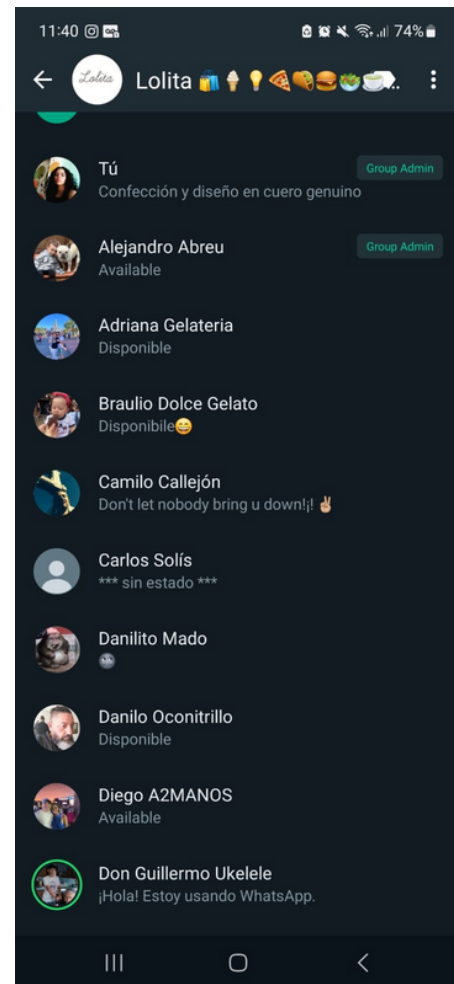 11:40 74%
Lolita Lolita ..
Tú Group Admin
Confección y diseño en cuero genuino
Alejandro Abreu Group Admin
Available
Adriana Gelateria
Disponible
Braulio Dolce Gelato
Disponibile😄
Camilo Callejón
Don't let nobody bring u down!¡! ✌🏼
Carlos Solís
*** sin estado ***
Danilito Mado
Danilo Oconitrillo
Disponible
Diego A2MANOS
Available
Don Guillermo Ukelele
¡Hola! Estoy usando WhatsApp.